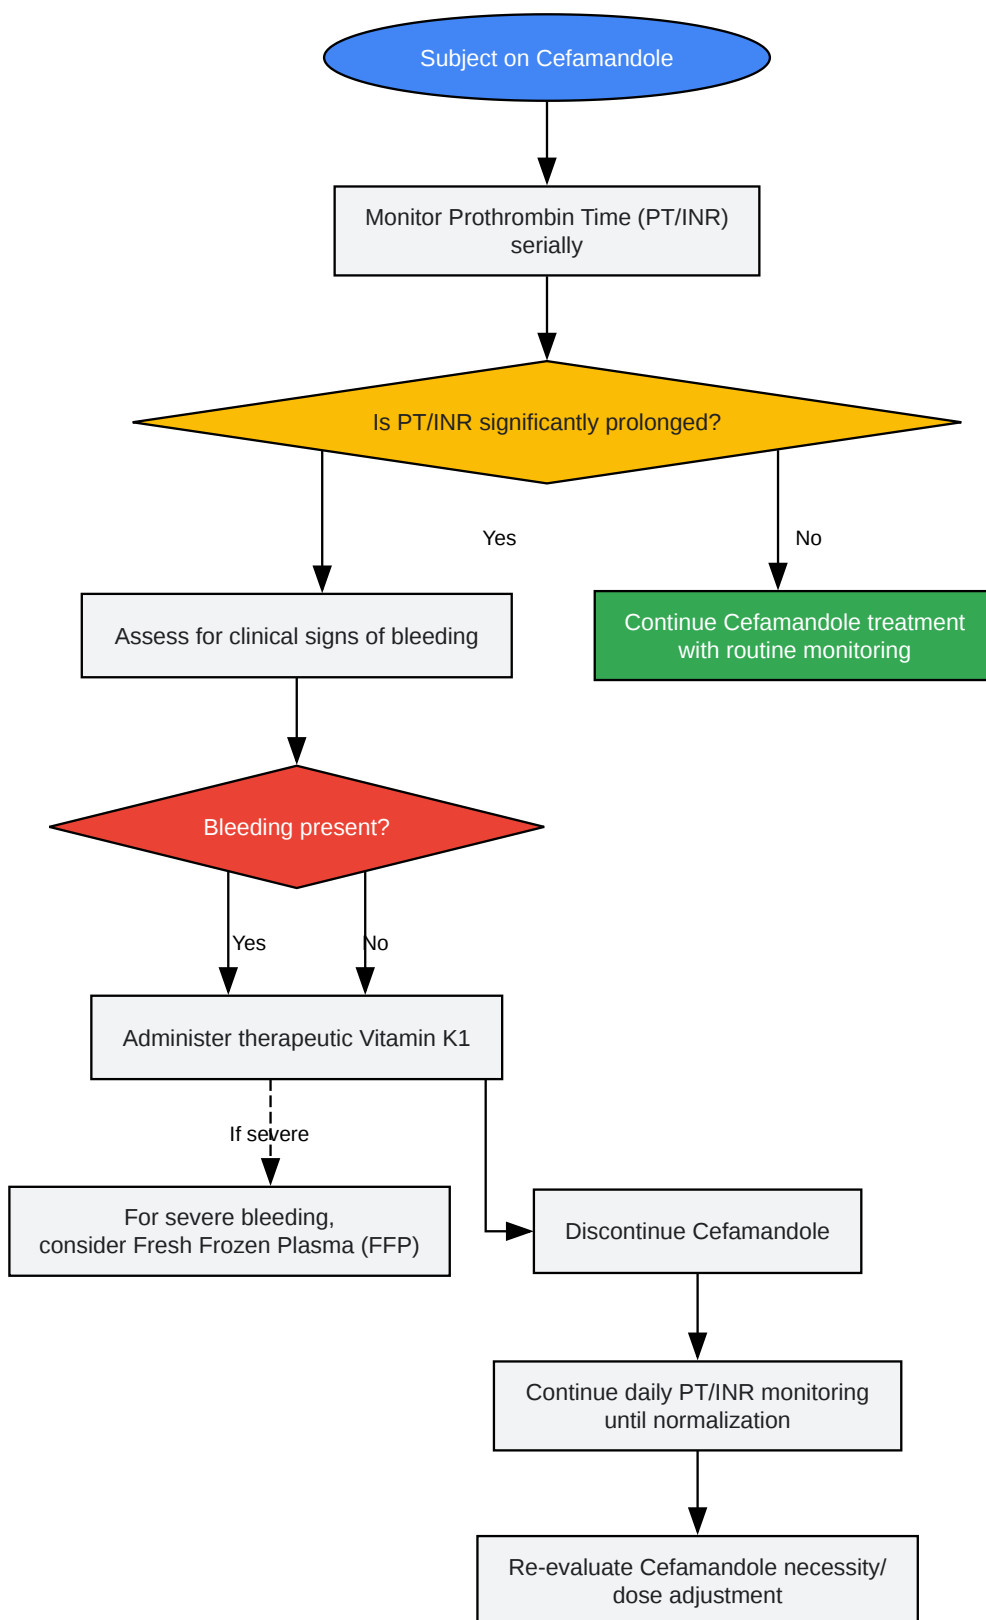 Subject on Cefamandole
Monitor Prothrombin Time (PT/INR)
serially
Is PT/INR significantly prolonged?
Yes
No
Assess for clinical signs of bleeding
Continue Cefamandole treatment
with routine monitoring
Bleeding present?
Yes
No
Administer therapeutic Vitamin K1
If severe
For severe bleeding,
consider Fresh Frozen Plasma (FFP)
Discontinue Cefamandole
Continue daily PT/INR monitoring
until normalization
Re-evaluate Cefamandole necessity/
dose adjustment